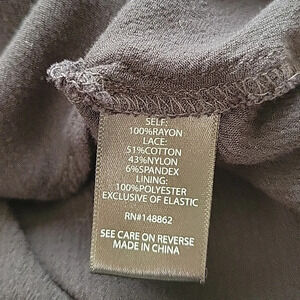 SELF:
100%RAYON
LACE:
51%COTTON
43%NYLON
6%SPANDEX
LINING:
100%POLYESTER
EXCLUSIVE OF ELASTIC
RN#148862
SEE CARE ON REVERSE
MADE IN CHINA